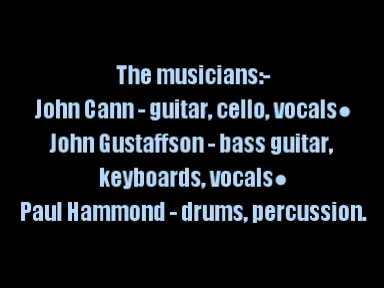 The musicians:-
John Cann - guitar, cello, vocals●
John Gustaffson - bass guitar,
keyboards, vocals●
Paul Hammond - drums, percussion.